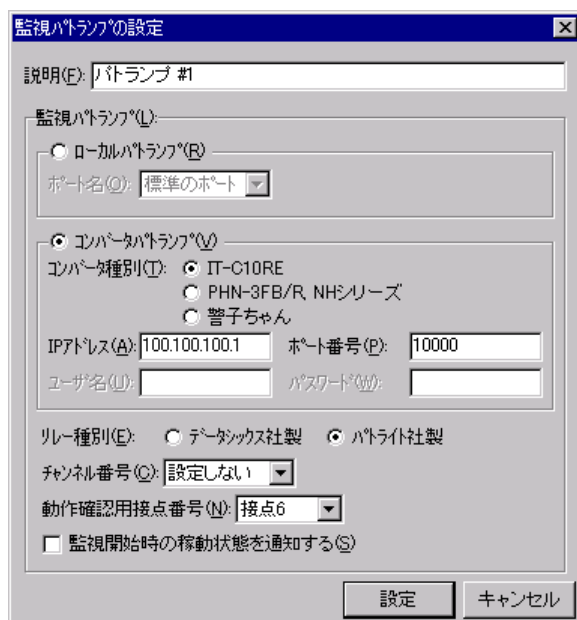 監視ﾊﾟﾄﾗﾝﾌﾟの設定
説明(F): パトランプ #1
監視ﾊﾟﾄﾗﾝﾌﾟ(L):
ﾛｰｶﾙﾊﾟﾄﾗﾝﾌﾟ(R)
ﾎﾟｰﾄ名(O): 標準のﾎﾟｰﾄ
ｺﾝﾊﾞｰﾀﾊﾟﾄﾗﾝﾌﾟ(V)
ｺﾝﾊﾞｰﾀ種別(T): IT-C10RE
PHN-3FB/R, NHシリーズ
警子ちゃん
IPｱﾄﾞﾚｽ(A): 100.100.100.1 ﾎﾟｰﾄ番号(P): 10000
ﾕｰｻﾞ名(U): ﾊﾟｽﾜｰﾄﾞ(W):
ﾘﾚｰ種別(E): ﾃﾞｰﾀｼｯｸｽ社製 ﾊﾟﾄﾗｲﾄ社製
ﾁｬﾝﾈﾙ番号(C): 設定しない
動作確認用接点番号(N): 接点6
監視開始時の稼動状態を通知する(S)
設定 キャンセル